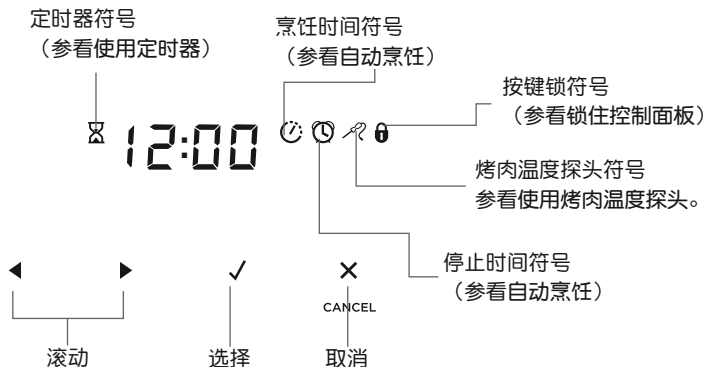 定时器符号
（参看使用定时器）
烹饪时间符号
（参看自动烹饪）
按键锁符号
（参看锁住控制面板）
12:00
烤肉温度探头符号
参看使用烤肉温度探头。
停止时间符号
（参看自动烹饪）
CANCEL
滚动
选择
取消